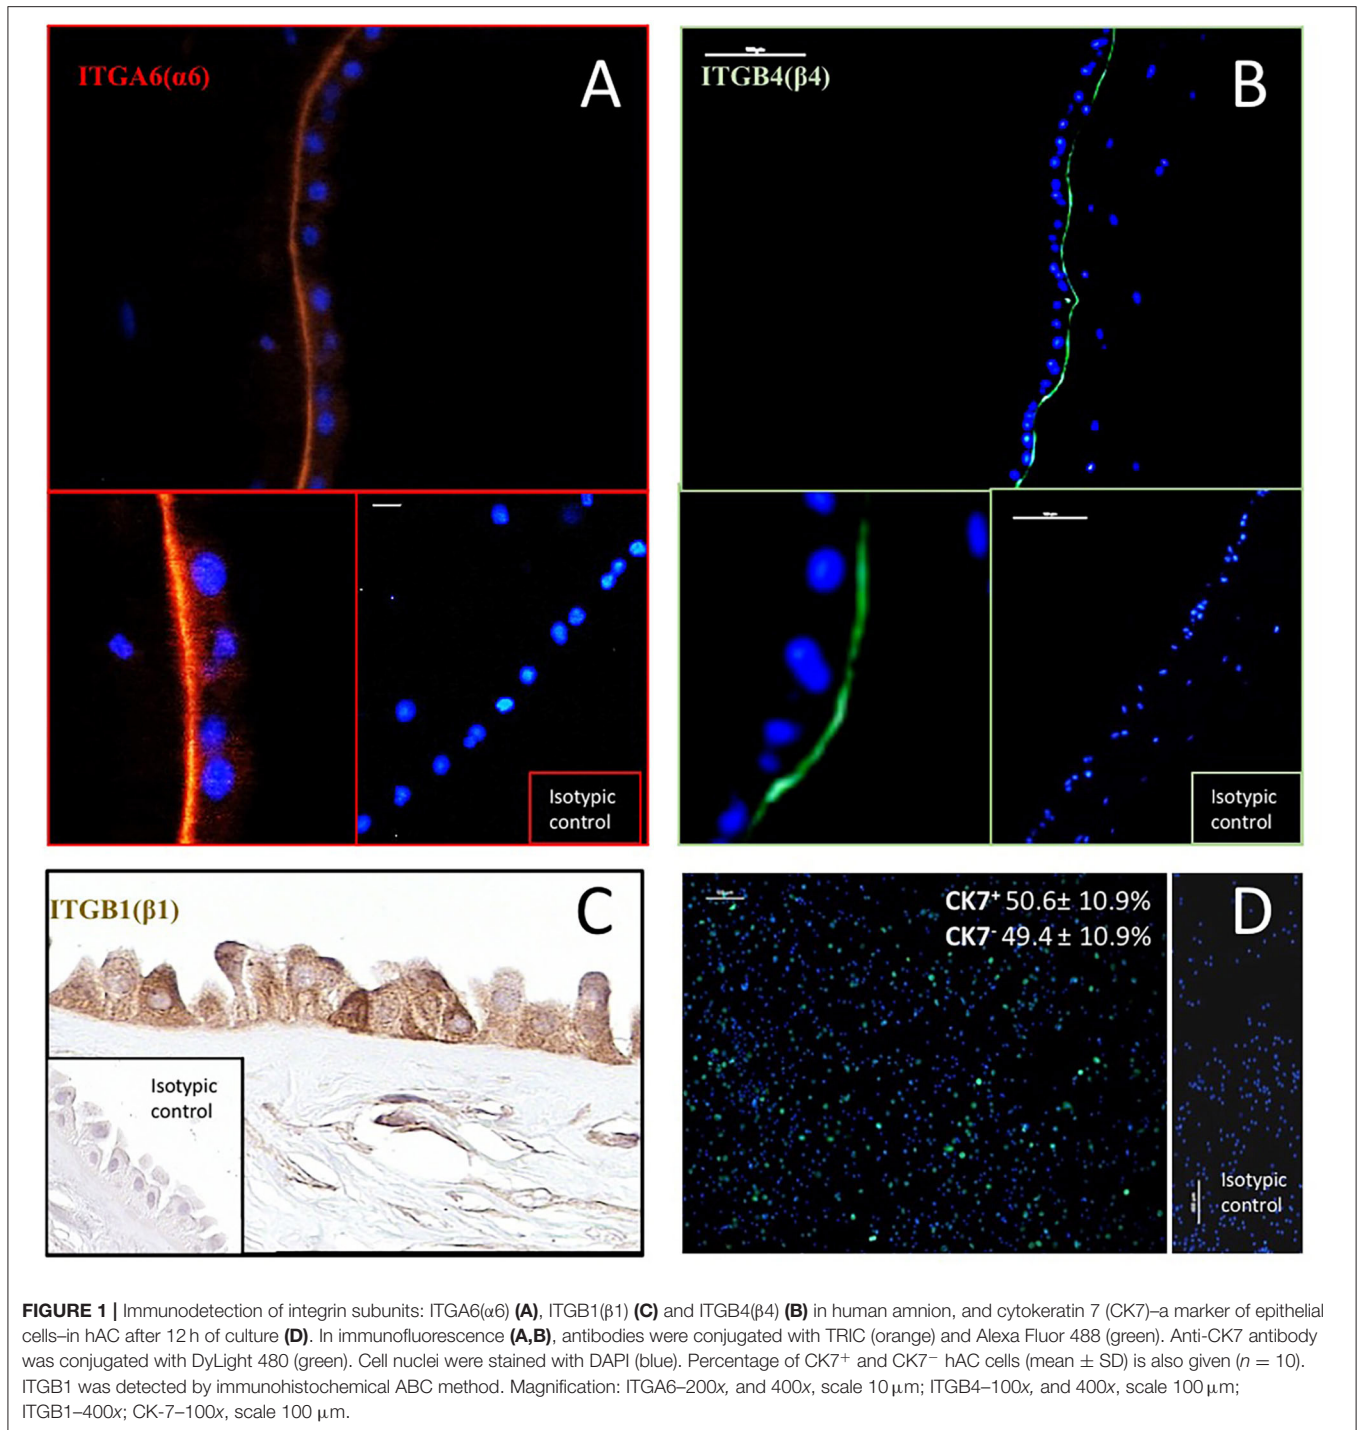 ITGA6(α6)
A
ITGB4(β4)
B
Isotypic
control
Isotypic
control
ITGB1(β1)
C
Isotypic
control
CK7⁺ 50.6± 10.9%
CK7⁻ 49.4 ± 10.9%
D
Isotypic
control
FIGURE 1 | Immunodetection of integrin subunits: ITGA6(α6) (A), ITGB1(β1) (C) and ITGB4(β4) (B) in human amnion, and cytokeratin 7 (CK7)–a marker of epithelial
cells–in hAC after 12 h of culture (D). In immunofluorescence (A,B), antibodies were conjugated with TRIC (orange) and Alexa Fluor 488 (green). Anti-CK7 antibody
was conjugated with DyLight 480 (green). Cell nuclei were stained with DAPI (blue). Percentage of CK7⁺ and CK7⁻ hAC cells (mean ± SD) is also given (n = 10).
ITGB1 was detected by immunohistochemical ABC method. Magnification: ITGA6–200x, and 400x, scale 10 μm; ITGB4–100x, and 400x, scale 100 μm;
ITGB1–400x; CK-7–100x, scale 100 μm.